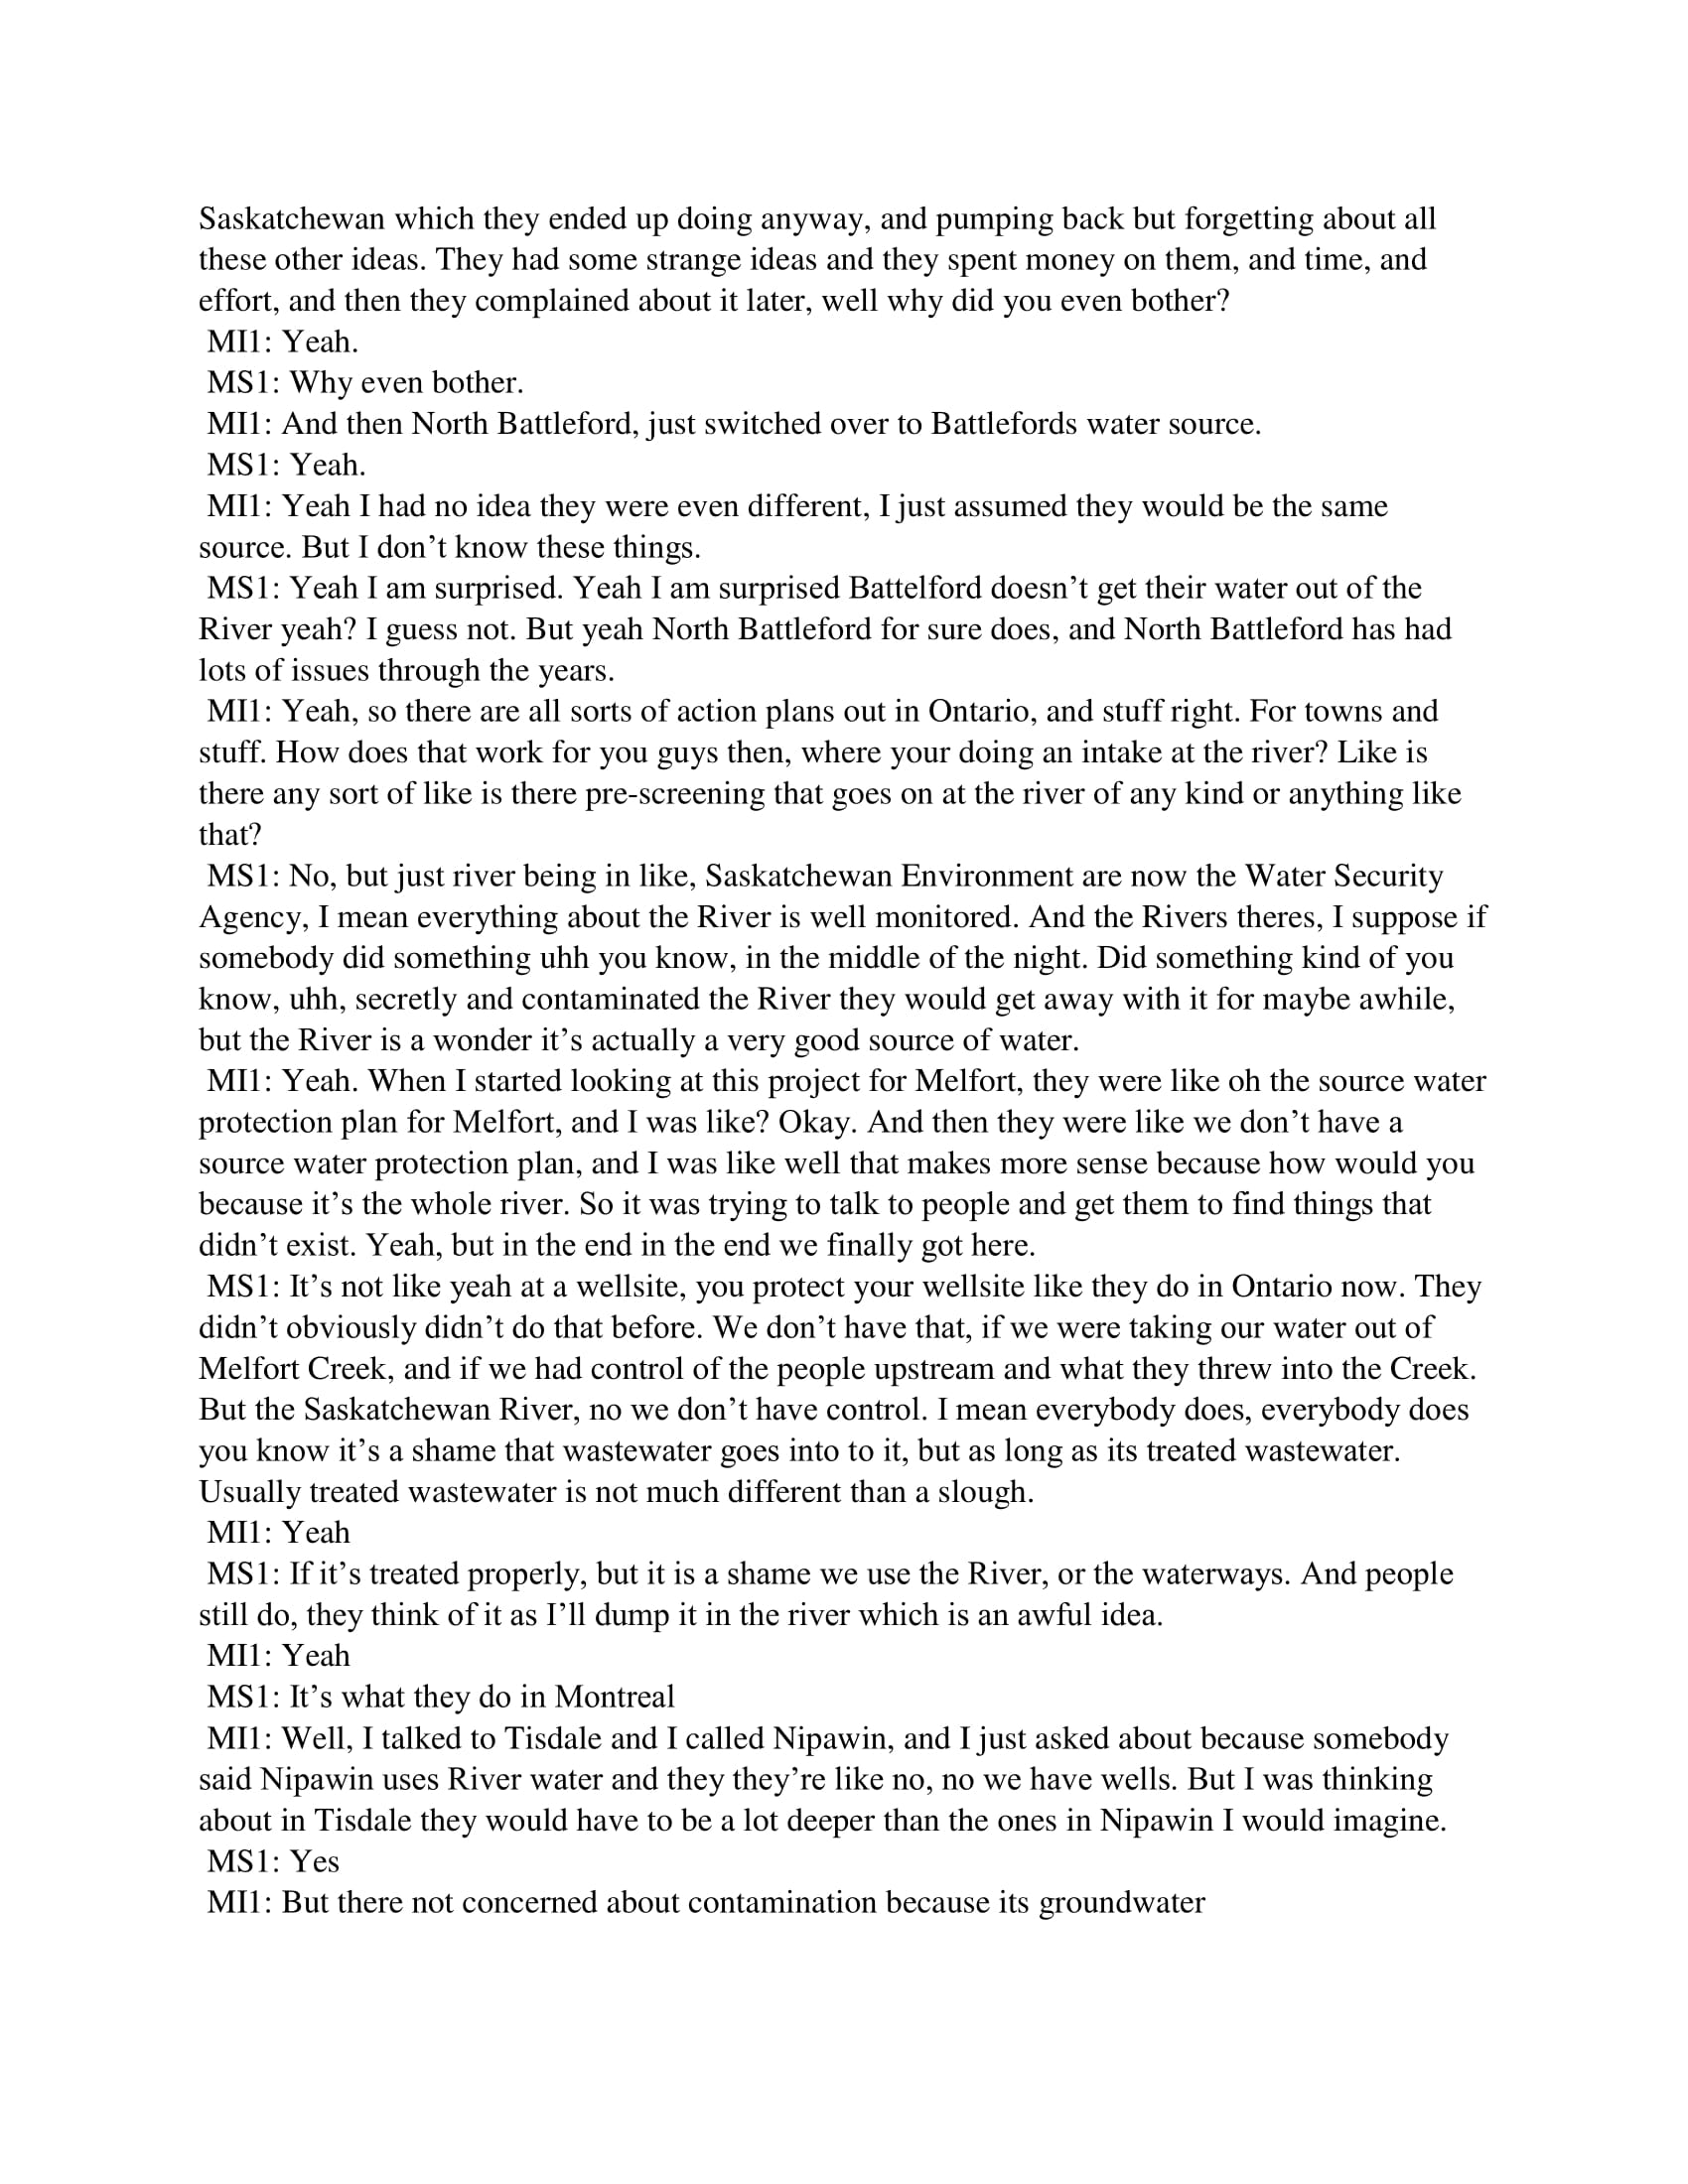 Saskatchewan which they ended up doing anyway, and pumping back but forgetting about all
these other ideas. They had some strange ideas and they spent money on them, and time, and
effort, and then they complained about it later, well why did you even bother?
MI1: Yeah.
MS1: Why even bother.
MI1: And then North Battleford, just switched over to Battlefords water source.
MS1: Yeah.
MI1: Yeah I had no idea they were even different, I just assumed they would be the same
source. But I don’t know these things.
MS1: Yeah I am surprised. Yeah I am surprised Battelford doesn’t get their water out of the
River yeah? I guess not. But yeah North Battleford for sure does, and North Battleford has had
lots of issues through the years.
MI1: Yeah, so there are all sorts of action plans out in Ontario, and stuff right. For towns and
stuff. How does that work for you guys then, where your doing an intake at the river? Like is
there any sort of like is there pre-screening that goes on at the river of any kind or anything like
that?
MS1: No, but just river being in like, Saskatchewan Environment are now the Water Security
Agency, I mean everything about the River is well monitored. And the Rivers theres, I suppose if
somebody did something uhh you know, in the middle of the night. Did something kind of you
know, uhh, secretly and contaminated the River they would get away with it for maybe awhile,
but the River is a wonder it’s actually a very good source of water.
MI1: Yeah. When I started looking at this project for Melfort, they were like oh the source water
protection plan for Melfort, and I was like? Okay. And then they were like we don’t have a
source water protection plan, and I was like well that makes more sense because how would you
because it’s the whole river. So it was trying to talk to people and get them to find things that
didn’t exist. Yeah, but in the end in the end we finally got here.
MS1: It’s not like yeah at a wellsite, you protect your wellsite like they do in Ontario now. They
didn’t obviously didn’t do that before. We don’t have that, if we were taking our water out of
Melfort Creek, and if we had control of the people upstream and what they threw into the Creek.
But the Saskatchewan River, no we don’t have control. I mean everybody does, everybody does
you know it’s a shame that wastewater goes into to it, but as long as its treated wastewater.
Usually treated wastewater is not much different than a slough.
MI1: Yeah
MS1: If it’s treated properly, but it is a shame we use the River, or the waterways. And people
still do, they think of it as I’ll dump it in the river which is an awful idea.
MI1: Yeah
MS1: It’s what they do in Montreal
MI1: Well, I talked to Tisdale and I called Nipawin, and I just asked about because somebody
said Nipawin uses River water and they they’re like no, no we have wells. But I was thinking
about in Tisdale they would have to be a lot deeper than the ones in Nipawin I would imagine.
MS1: Yes
MI1: But there not concerned about contamination because its groundwater